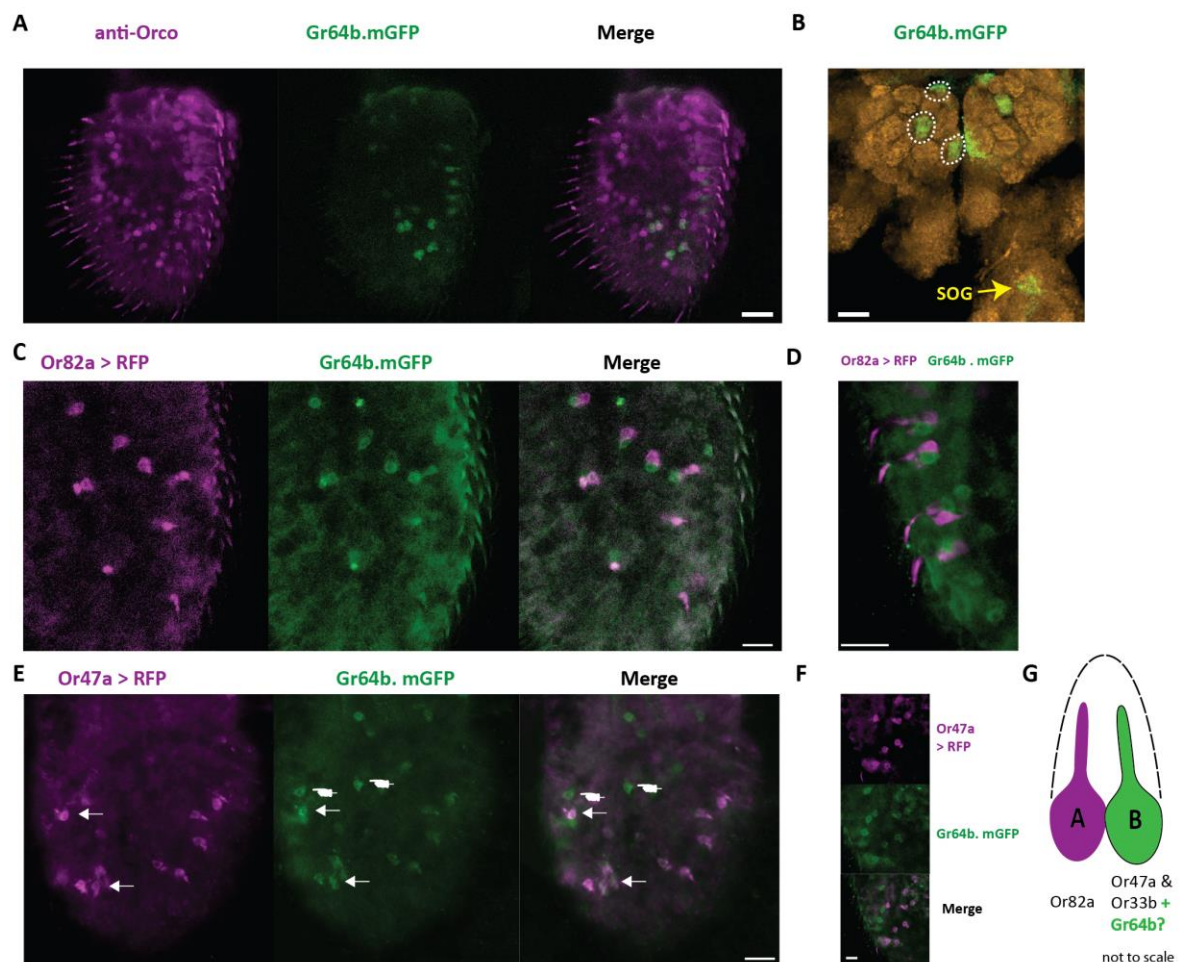 A
anti-Orco Gr64b.mGFP Merge
B
Gr64b.mGFP
SOG
C
Or82a > RFP Gr64b.mGFP Merge
D
Or82a > RFP Gr64b . mGFP
E
Or47a > RFP Gr64b. mGFP Merge
F
Or47a
> RFP
Gr64b. mGFP
Merge
G
A B
Or82a
Or47a &
Or33b +
Gr64b?
not to scale